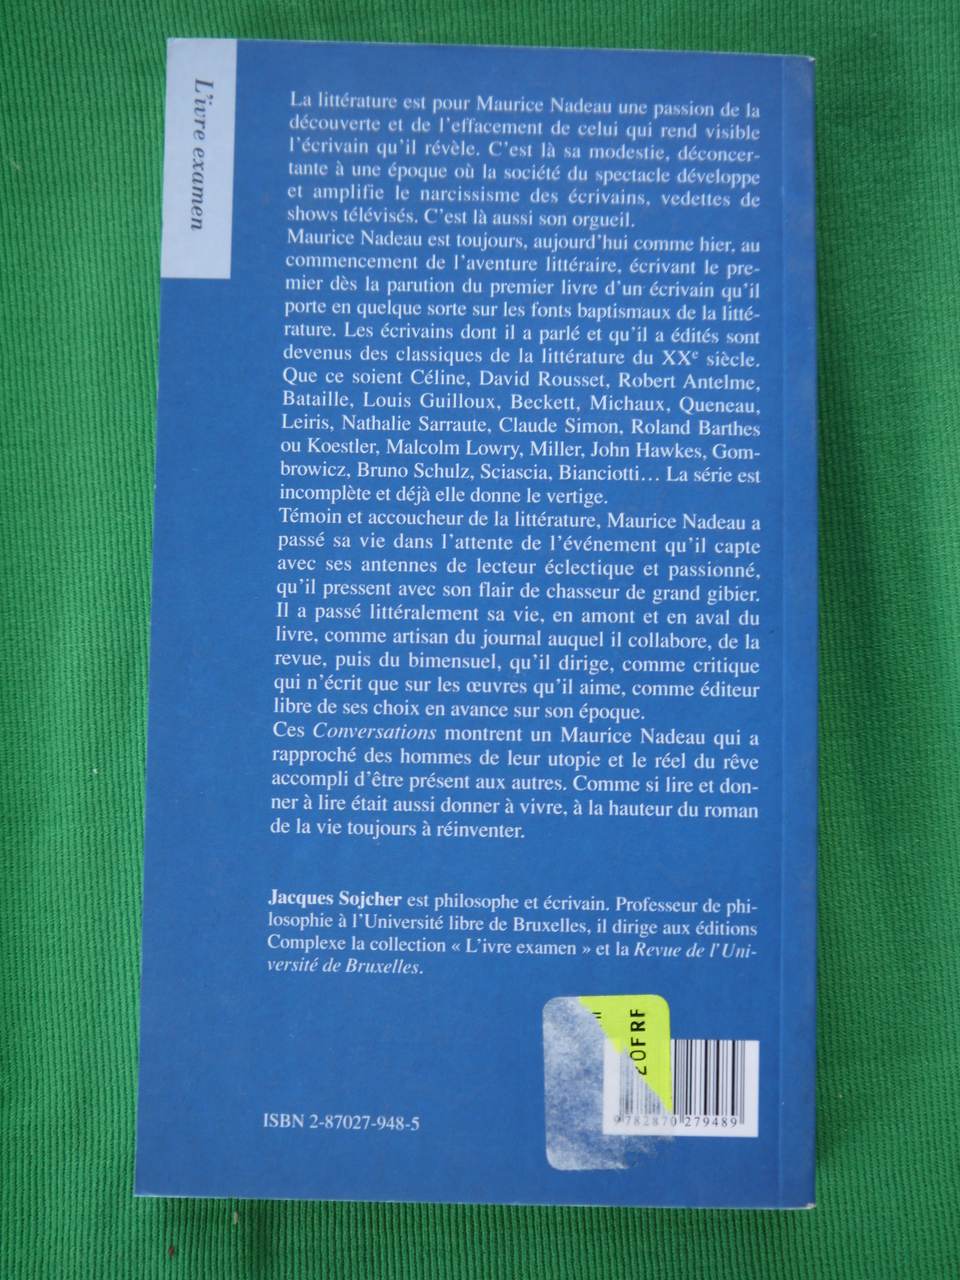 L'ivre examen
La littérature est pour Maurice Nadeau une passion de la
découverte et de l'effacement de celui qui rend visible
l'écrivain qu'il révèle. C'est là sa modestie, déconcer-
tante à une époque où la société du spectacle développe
et amplifie le narcissisme des écrivains, vedettes de
shows télévisés. C'est là aussi son orgueil.
Maurice Nadeau est toujours, aujourd'hui comme hier, au
commencement de l'aventure littéraire, écrivant le pre-
mier dès la parution du premier livre d'un écrivain qu'il
porte en quelque sorte sur les fonts baptismaux de la litté-
rature. Les écrivains dont il a parlé et qu'il a édités sont
devenus des classiques de la littérature du XXe siècle.
Que ce soient Céline, David Rousset, Robert Antelme,
Bataille, Louis Guilloux, Beckett, Michaux, Queneau,
Leiris, Nathalie Sarraute, Claude Simon, Roland Barthes
ou Koestler, Malcolm Lowry, Miller, John Hawkes, Gom-
browicz, Bruno Schulz, Sciascia, Bianciotti... La série est
incomplète et déjà elle donne le vertige.
Témoin et accoucheur de la littérature, Maurice Nadeau a
passé sa vie dans l'attente de l'événement qu'il capte
avec ses antennes de lecteur éclectique et passionné,
qu'il pressent avec son flair de chasseur de grand gibier.
Il a passé littéralement sa vie, en amont et en aval du
livre, comme artisan du journal auquel il collabore, de la
revue, puis du bimensuel, qu'il dirige, comme critique
qui n'écrit que sur les œuvres qu'il aime, comme éditeur
libre de ses choix en avance sur son époque.
Ces Conversations montrent un Maurice Nadeau qui a
rapproché des hommes de leur utopie et le réel du rêve
accompli d'être présent aux autres. Comme si lire et don-
ner à lire était aussi donner à vivre, à la hauteur du roman
de la vie toujours à réinventer.
Jacques Sojcher est philosophe et écrivain. Professeur de phi-
losophie à l'Université libre de Bruxelles, il dirige aux éditions
Complexe la collection « L'ivre examen » et la Revue de l'Uni-
versité de Bruxelles.
20FRF
ISBN 2-87027-948-5
9 782870 279489